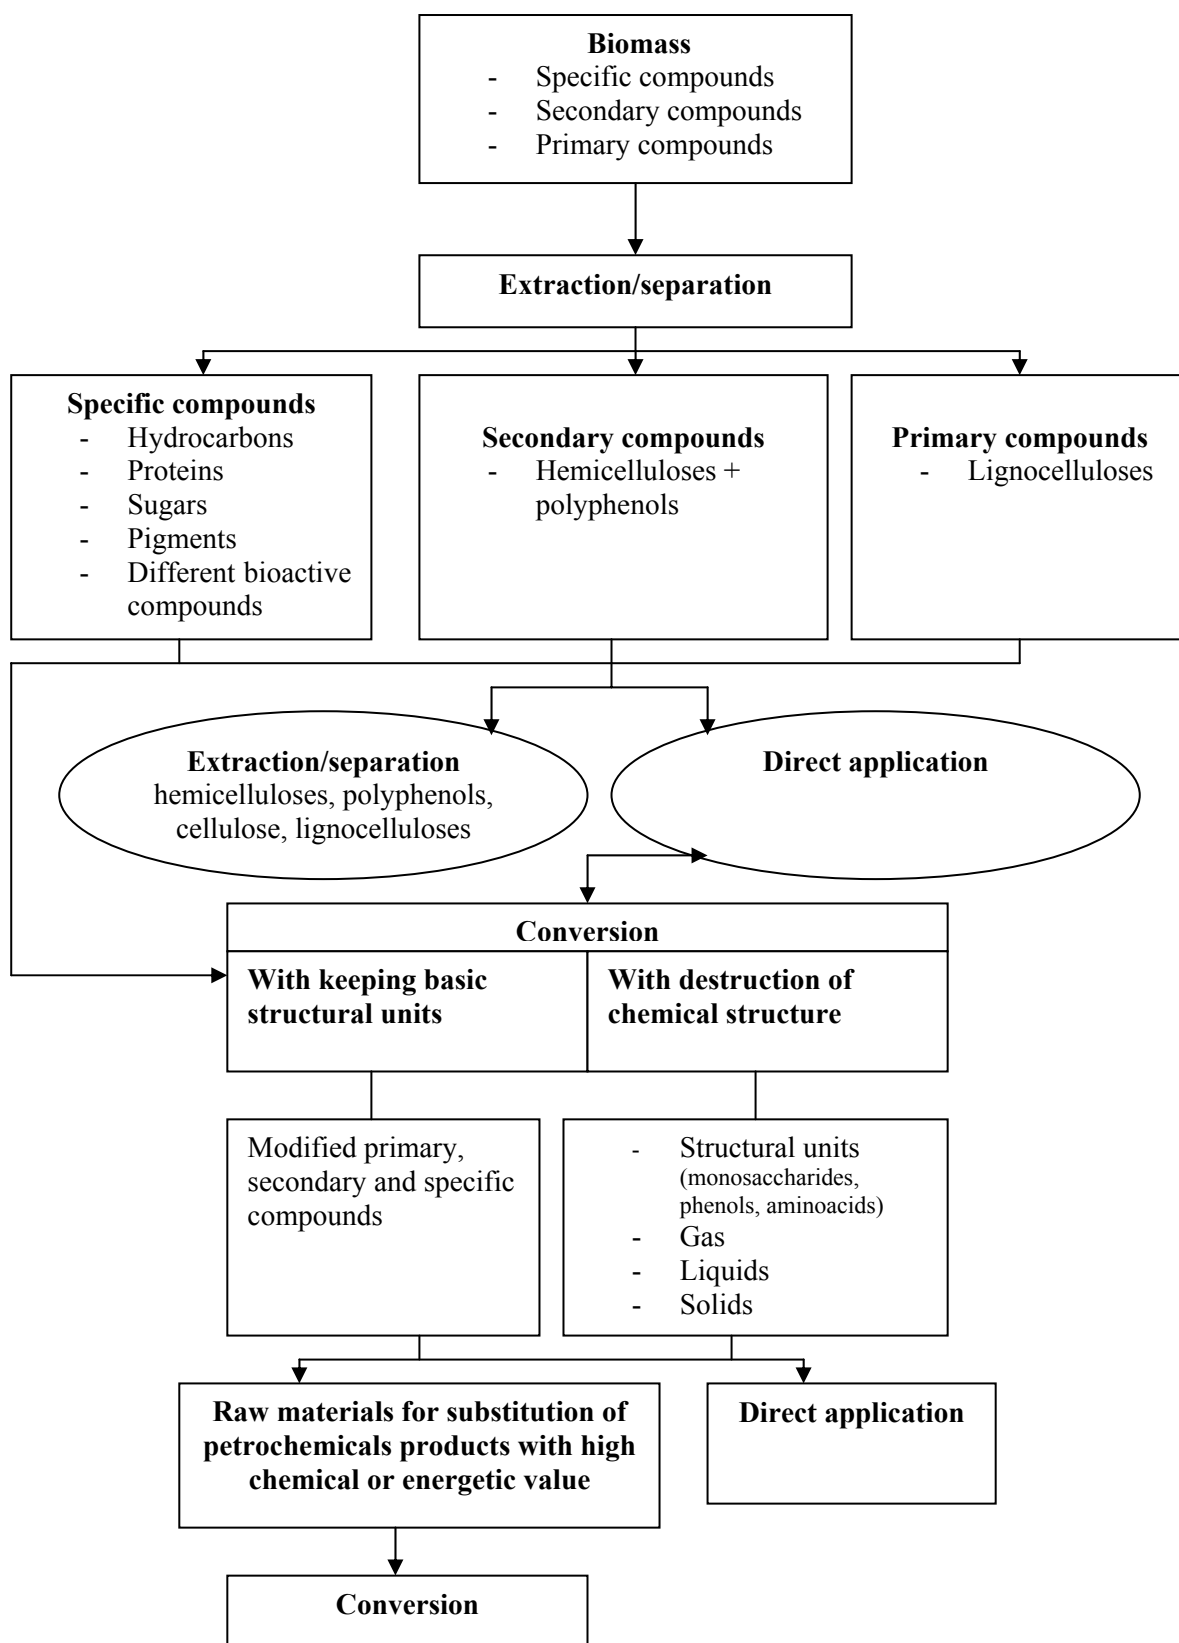 Biomass
- Specific compounds
- Secondary compounds
- Primary compounds
Extraction/separation
Specific compounds
- Hydrocarbons
- Proteins
- Sugars
- Pigments
- Different bioactive
compounds
Secondary compounds
- Hemicelluloses +
polyphenols
Primary compounds
- Lignocelluloses
Extraction/separation
hemicelluloses, polyphenols,
cellulose, lignocelluloses
Direct application
Conversion
With keeping basic
structural units
With destruction of
chemical structure
Modified primary,
secondary and specific
compounds
- Structural units
(monosaccharides,
phenols, aminoacids)
- Gas
- Liquids
- Solids
Raw materials for substitution of
petrochemicals products with high
chemical or energetic value
Direct application
Conversion